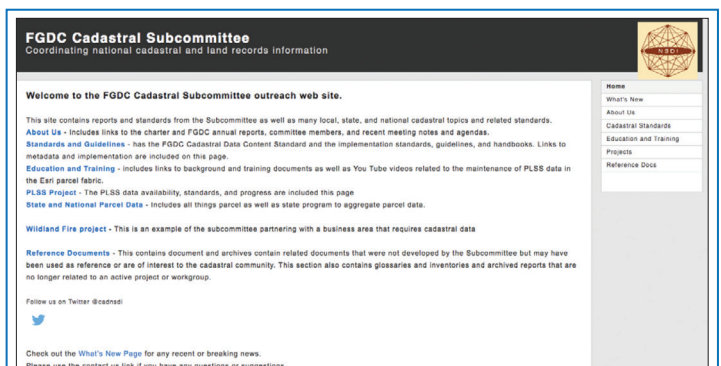 FGDC Cadastral Subcommittee
Coordinating national cadastral and land records information
NSDI
Welcome to the FGDC Cadastral Subcommittee outreach web site.
This site contains reports and standards from the Subcommittee as well as many local, state, and national cadastral topics and related standards.
About Us - Includes links to the charter and FGDC annual reports, committee members, and recent meeting notes and agendas.
Standards and Guidelines - has the FGDC Cadastral Data Content Standard and the implementation standards, guidelines, and handbooks. Links to
metadata and implementation are included on this page.
Education and Training - includes links to background and training documents as well as You Tube videos related to the maintenance of PLSS data in
the Esri parcel fabric.
PLSS Project - The PLSS data availability, standards, and progress are included this page
State and National Parcel Data - Includes all things parcel as well as state program to aggregate parcel data.
Wildland Fire project - This is an example of the subcommittee partnering with a business area that requires cadastral data
Reference Documents - This contains document and archives contain related documents that were not developed by the Subcommittee but may have
been used as reference or are of interest to the cadastral community. This section also contains glossaries and inventories and archived reports that are
no longer related to an active project or workgroup.
Follow us on Twitter @cadnsdi
Check out the What's New Page for any recent or breaking news.
Please use the contact us link if you have any questions or suggestions.
Home
What's New
About Us
Cadastral Standards
Education and Training
Projects
Reference Docs